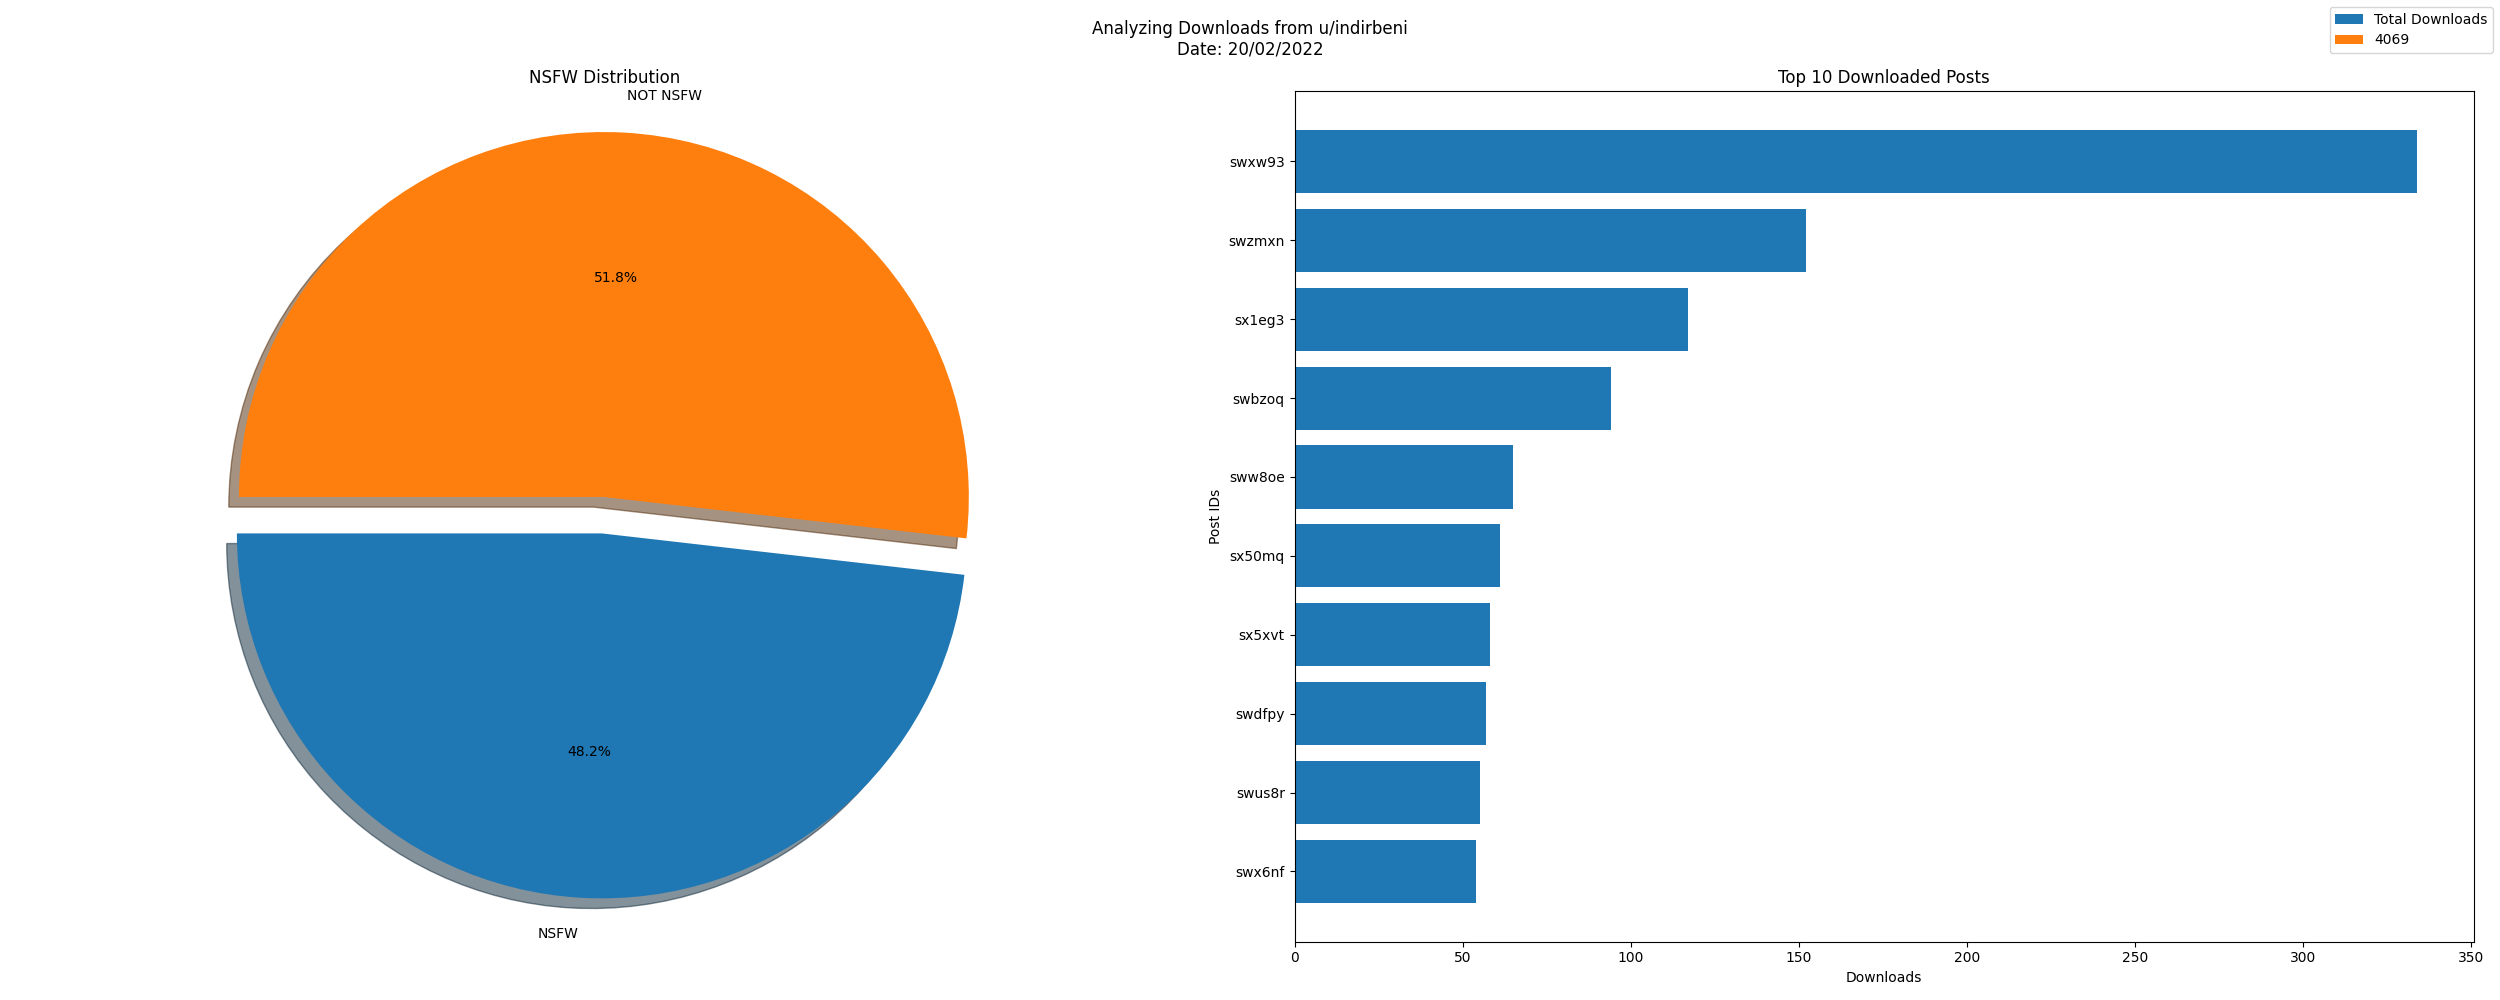 Analyzing Downloads from u/indirbeni
Date: 20/02/2022
Total Downloads
4069
NSFW Distribution
NOT NSFW
51.8%
48.2%
NSFW
Top 10 Downloaded Posts
Post IDs
swxw93
swzmxn
sx1eg3
swbzoq
sww8oe
sx50mq
sx5xvt
swdfpy
swus8r
swx6nf
0 50 100 150 200 250 300 350
Downloads